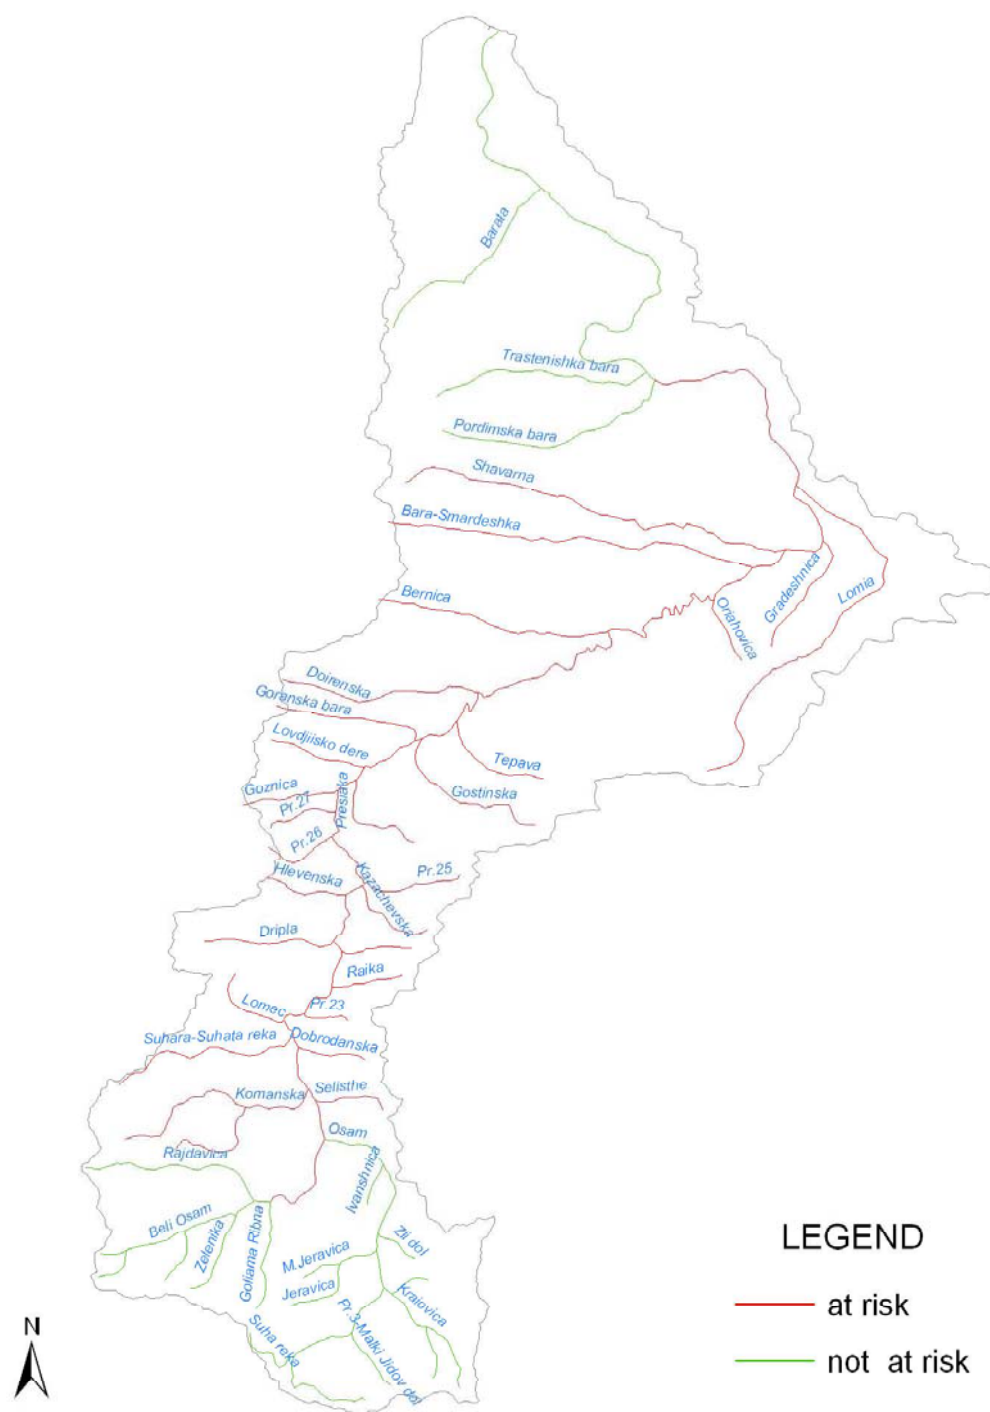 Barata
Trastenishka bara
Pordimska bara
Shavarna
Bara-Smardeshka
Gradeshnica
Lomia
Bernica
Oriahovica
Doirenska
Goranska bara
Lovdjiisko dere
Tepava
Gostinska
Goznica
Presiaka
Pr.27
Pr.26
Hlevenska
Kazachevska
Pr.25
Dripla
Raika
Lomec
Pr.23
Suhara-Suhata reka
Dobrodanska
Komanska
Selisthe
Osam
Rajdavica
Ivanshnica
Beli Osam
Zelenika
Goliama Ribna
Zli dol
M.Jeravica
Jeravica
Kraiovica
Pr.3-Malki Jidov dol
Suha reka
LEGEND
at risk
not at risk
N